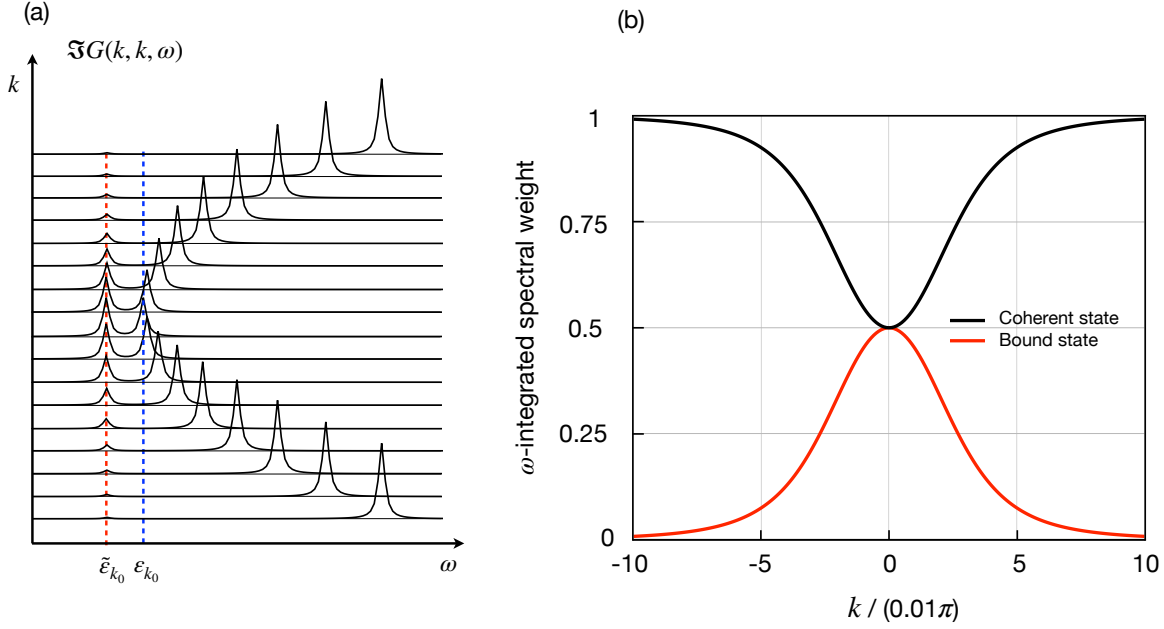 (a)
ℑG(k, k, ω)
k
ε̃k₀ εk₀ ω
(b)
ω-integrated spectral weight
1
0.75
0.5
0.25
0
Coherent state
Bound state
-10 -5 0 5 10
k / (0.01π)